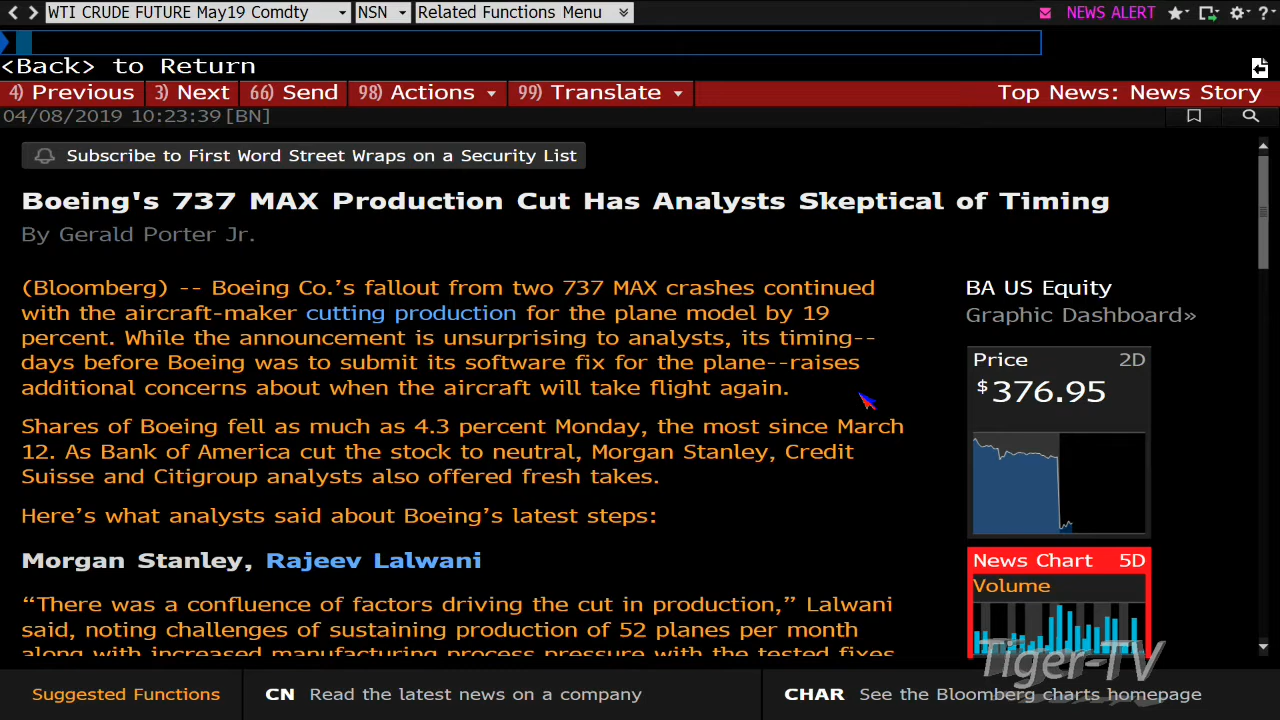 WTI CRUDE FUTURE May19 Comdty NSN Related Functions Menu NEWS ALERT ?
<Back> to Return
4) Previous 3) Next 66) Send 98) Actions 99) Translate Top News: News Story
04/08/2019 10:23:39 [BN]
Subscribe to First Word Street Wraps on a Security List
Boeing's 737 MAX Production Cut Has Analysts Skeptical of Timing
By Gerald Porter Jr.
(Bloomberg) -- Boeing Co.’s fallout from two 737 MAX crashes continued
with the aircraft-maker cutting production for the plane model by 19
percent. While the announcement is unsurprising to analysts, its timing--
days before Boeing was to submit its software fix for the plane--raises
additional concerns about when the aircraft will take flight again.
Shares of Boeing fell as much as 4.3 percent Monday, the most since March
12. As Bank of America cut the stock to neutral, Morgan Stanley, Credit
Suisse and Citigroup analysts also offered fresh takes.
Here’s what analysts said about Boeing’s latest steps:
Morgan Stanley, Rajeev Lalwani
“There was a confluence of factors driving the cut in production,” Lalwani
said, noting challenges of sustaining production of 52 planes per month
along with increased manufacturing process pressure with the tested fixes
BA US Equity
Graphic Dashboard»
Price 2D
$376.95
News Chart 5D
Volume
Tiger-TV
Suggested Functions CN Read the latest news on a company CHAR See the Bloomberg charts homepage